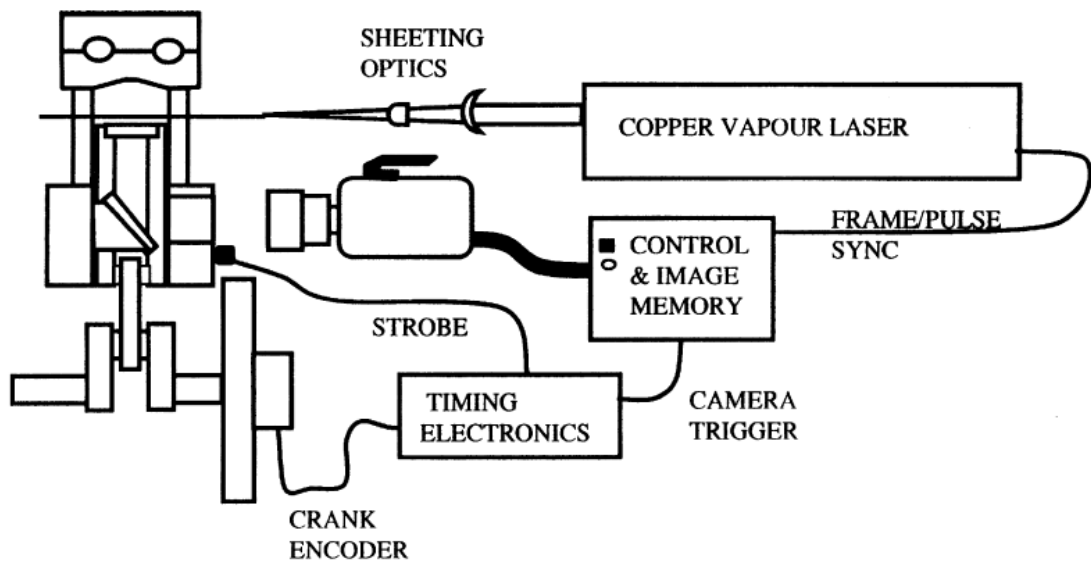 SHEETING
OPTICS
COPPER VAPOUR LASER
FRAME/PULSE
SYNC
CONTROL
& IMAGE
MEMORY
STROBE
TIMING
ELECTRONICS
CAMERA
TRIGGER
CRANK
ENCODER